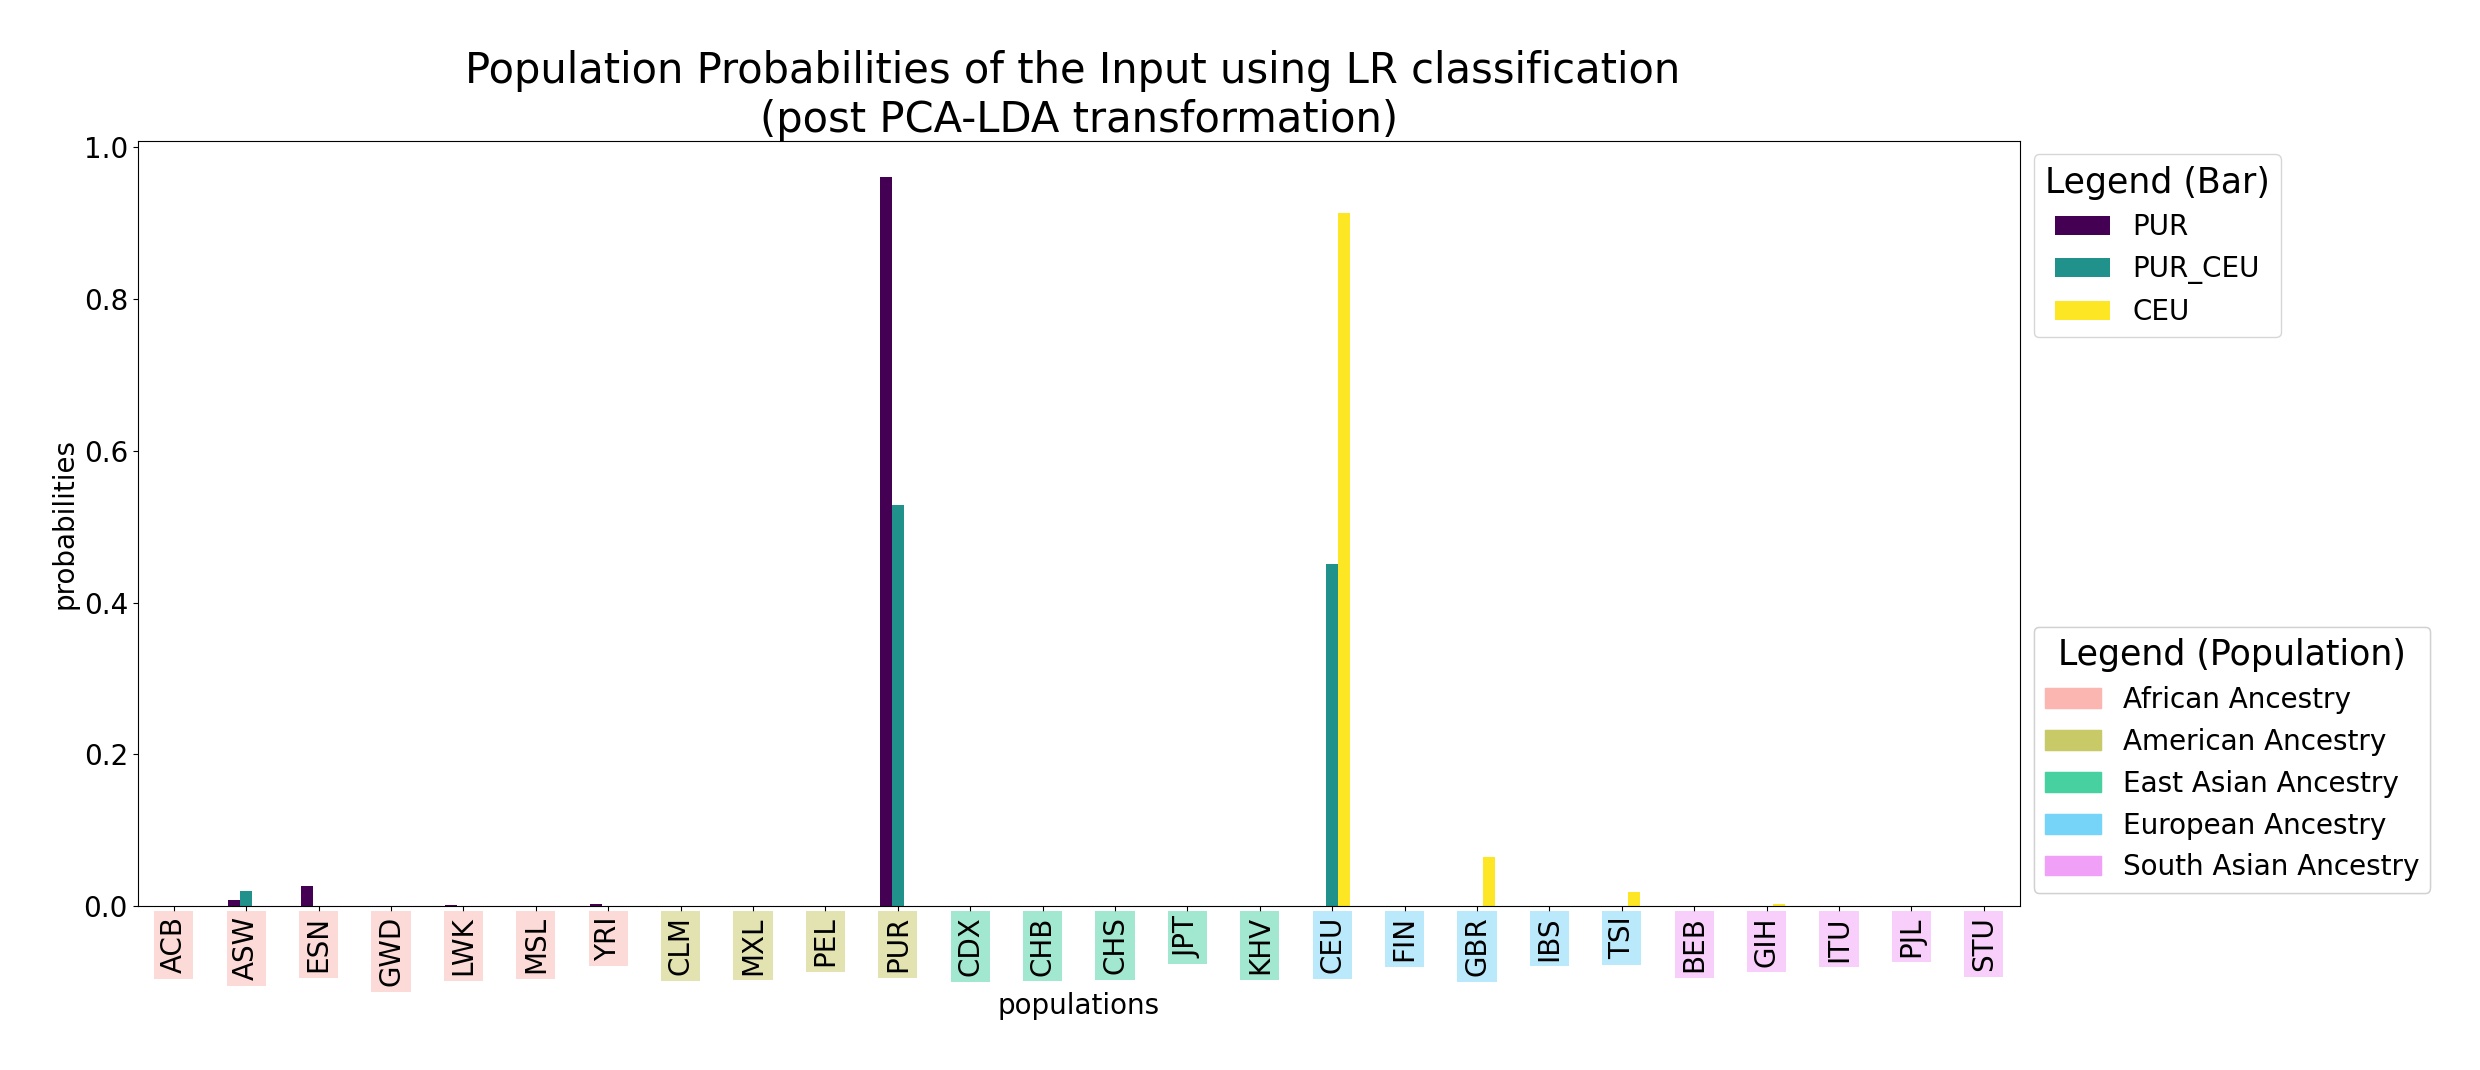 Population Probabilities of the Input using LR classification
(post PCA-LDA transformation)
1.0
0.8
0.6
0.4
0.2
0.0
probabilities
ACB
ASW
ESN
GWD
LWK
MSL
YRI
CLM
MXL
PEL
PUR
CDX
CHB
CHS
JPT
KHV
CEU
FIN
GBR
IBS
TSI
BEB
GIH
ITU
PJL
STU
populations
Legend (Bar)
PUR
PUR_CEU
CEU
Legend (Population)
African Ancestry
American Ancestry
East Asian Ancestry
European Ancestry
South Asian Ancestry